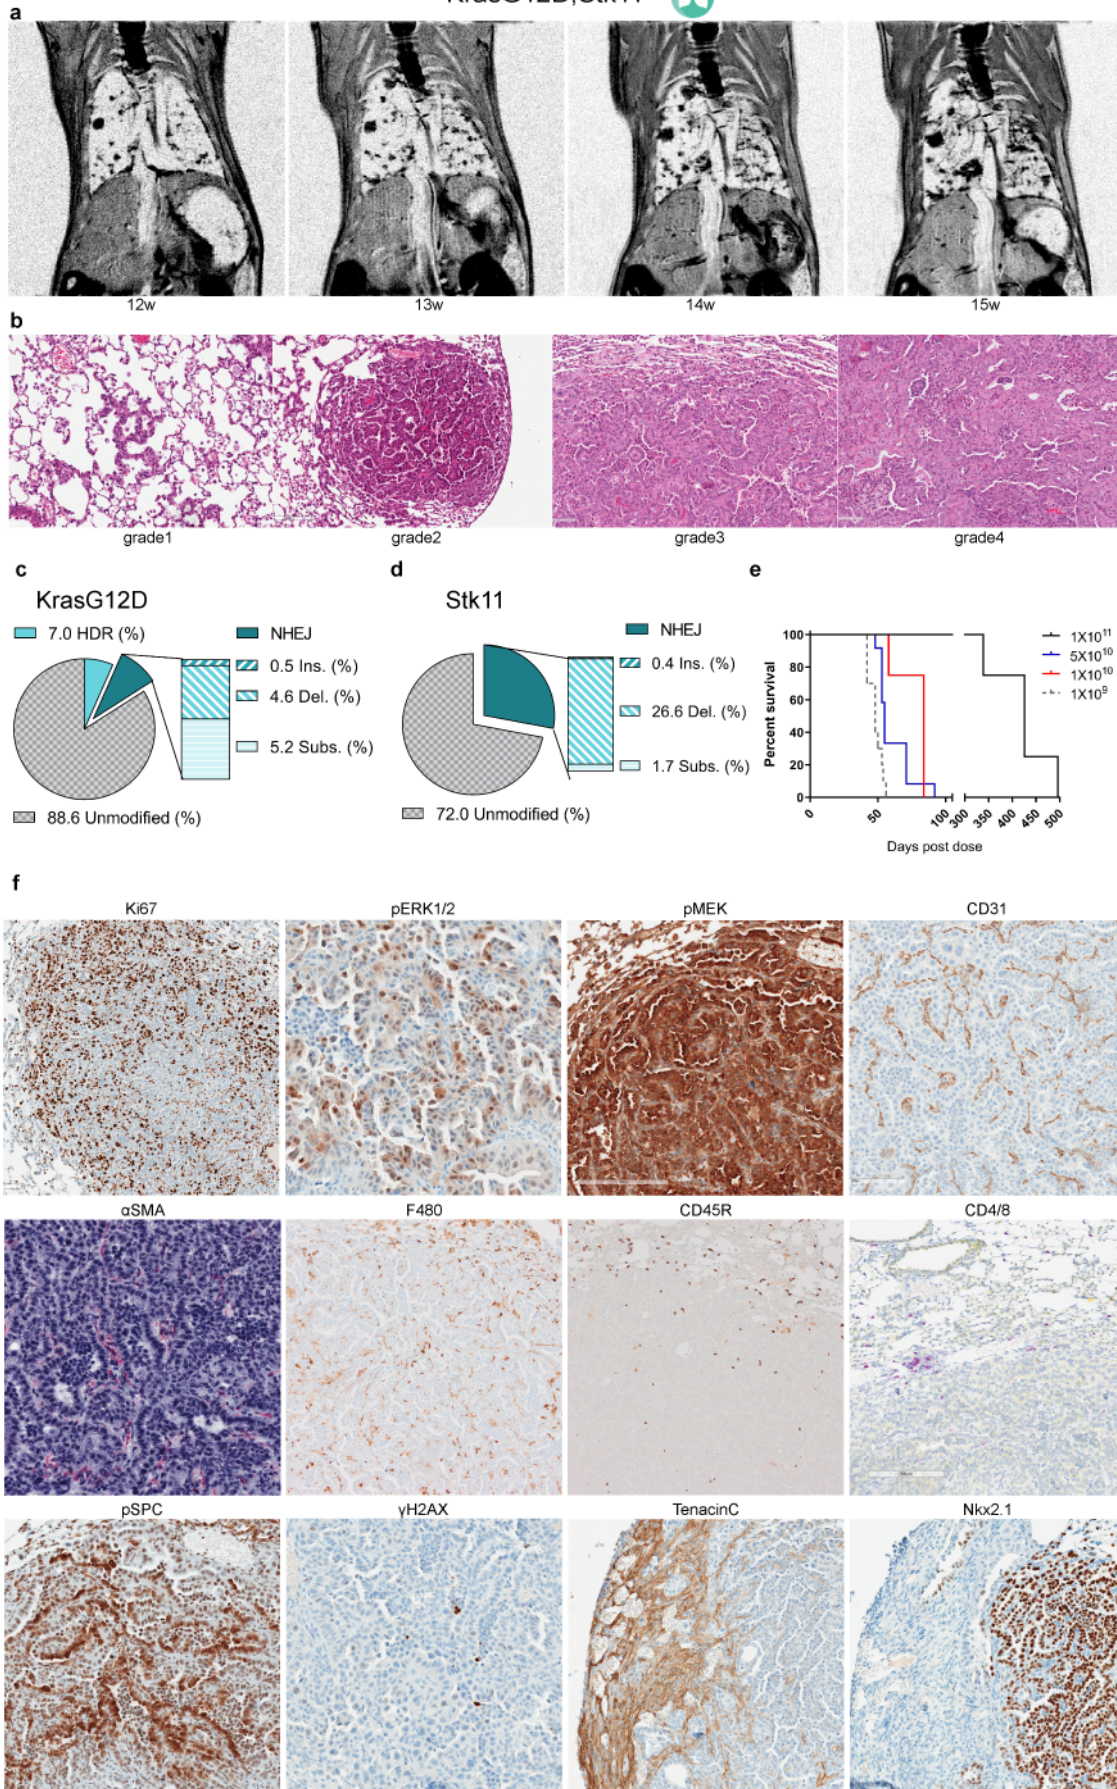 KrasG12D;Stk11
a
12w 13w 14w 15w
b
grade1 grade2 grade3 grade4
c
KrasG12D
7.0 HDR (%)
NHEJ
0.5 Ins. (%)
4.6 Del. (%)
5.2 Subs. (%)
88.6 Unmodified (%)
d
Stk11
NHEJ
0.4 Ins. (%)
26.6 Del. (%)
1.7 Subs. (%)
72.0 Unmodified (%)
e
Percent survival
100
80
60
40
20
0
0 50 100 300 350 400 450 500
Days post dose
1X10¹¹
5X10¹⁰
1X10¹⁰
1X10⁹
f
Ki67 pERK1/2 pMEK CD31
αSMA F480 CD45R CD4/8
pSPC γH2AX TenacinC Nkx2.1